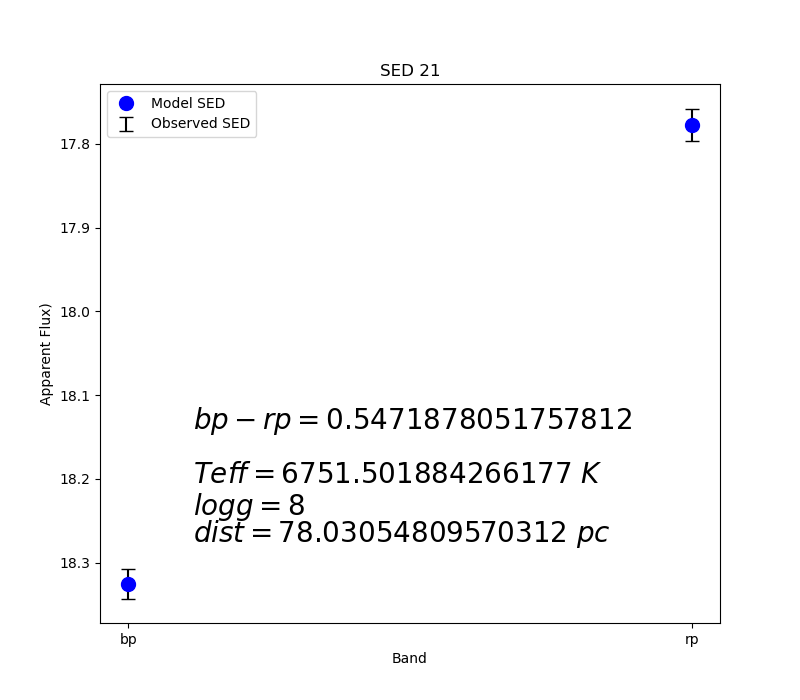 SED 21
Model SED
Observed SED
17.8
17.9
18.0
18.1
18.2
18.3
Apparent Flux)
bp − rp = 0.5471878051757812
Teff = 6751.501884266177 K
logg = 8
dist = 78.03054809570312 pc
bp
rp
Band